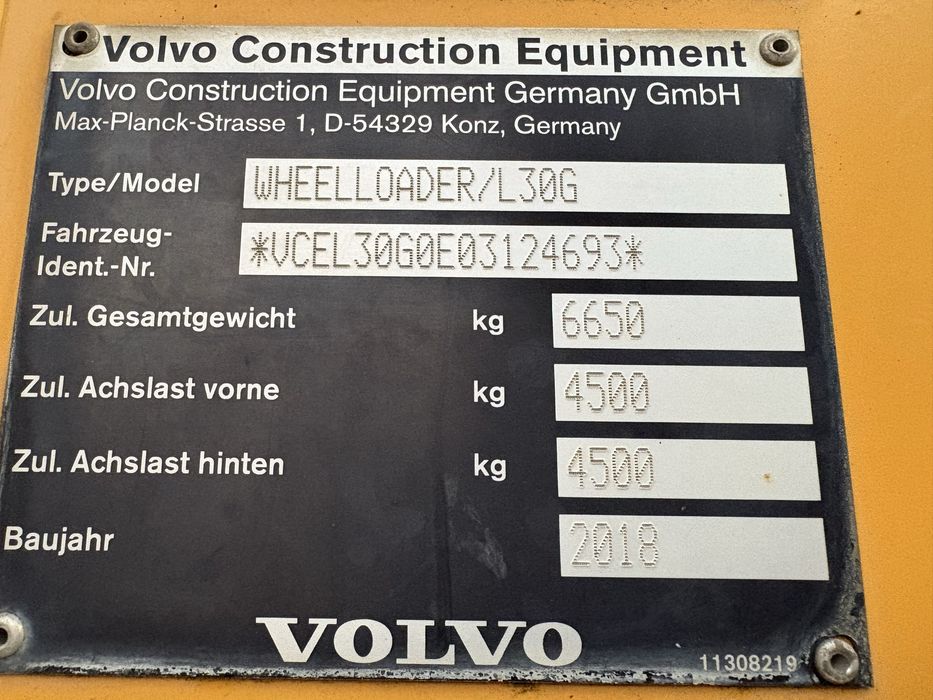 Volvo Construction Equipment
Volvo Construction Equipment Germany GmbH
Max-Planck-Strasse 1, D-54329 Konz, Germany
Type/Model WHEELLOADER/L30G
Fahrzeug-
Ident.-Nr. *VCEL30G0E03124693*
Zul. Gesamtgewicht kg 6650
Zul. Achslast vorne kg 4500
Zul. Achslast hinten kg 4500
Baujahr 2018
VOLVO
11308219